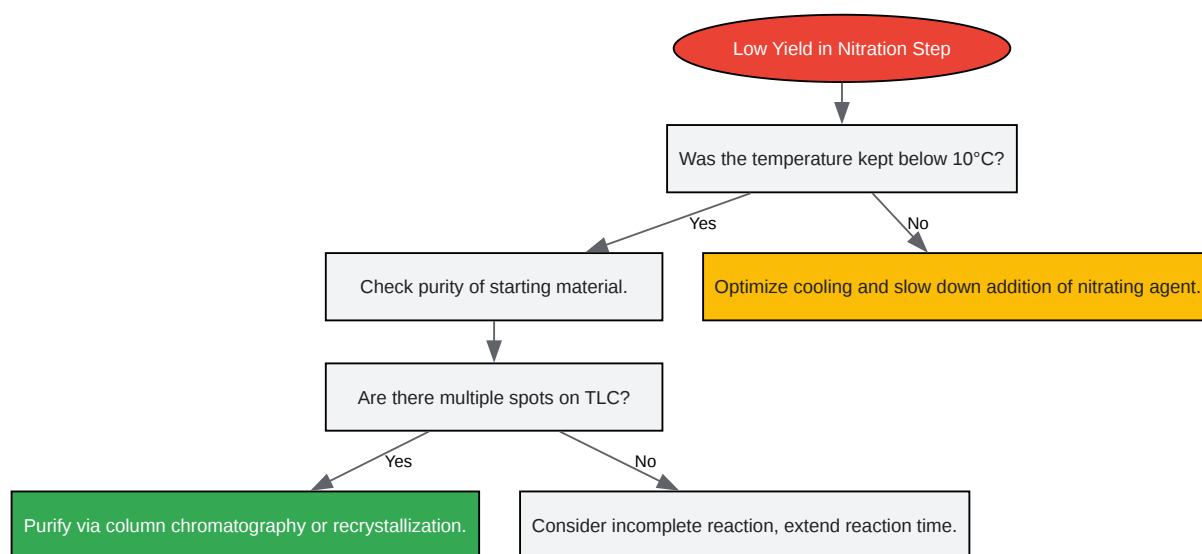 Low Yield in Nitration Step
Was the temperature kept below 10°C?
Yes
No
Check purity of starting material.
Optimize cooling and slow down addition of nitrating agent.
Are there multiple spots on TLC?
Yes
No
Purify via column chromatography or recrystallization.
Consider incomplete reaction, extend reaction time.